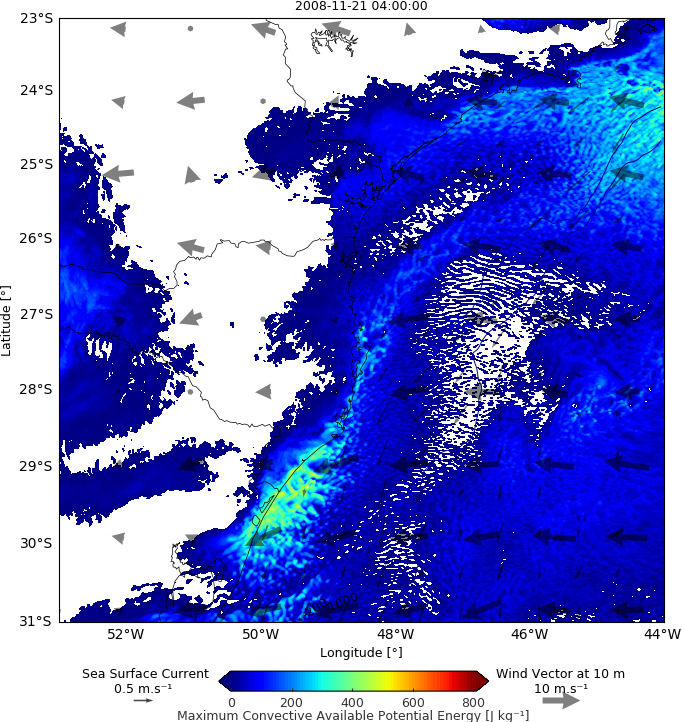 2008-11-21 04:00:00
23°S
24°S
25°S
26°S
27°S
28°S
29°S
30°S
31°S
Latitude [°]
52°W 50°W 48°W 46°W 44°W
Longitude [°]
Sea Surface Current
0.5 m.s⁻¹
Wind Vector at 10 m
10 m.s⁻¹
0 200 400 600 800
Maximum Convective Available Potential Energy [J kg⁻¹]